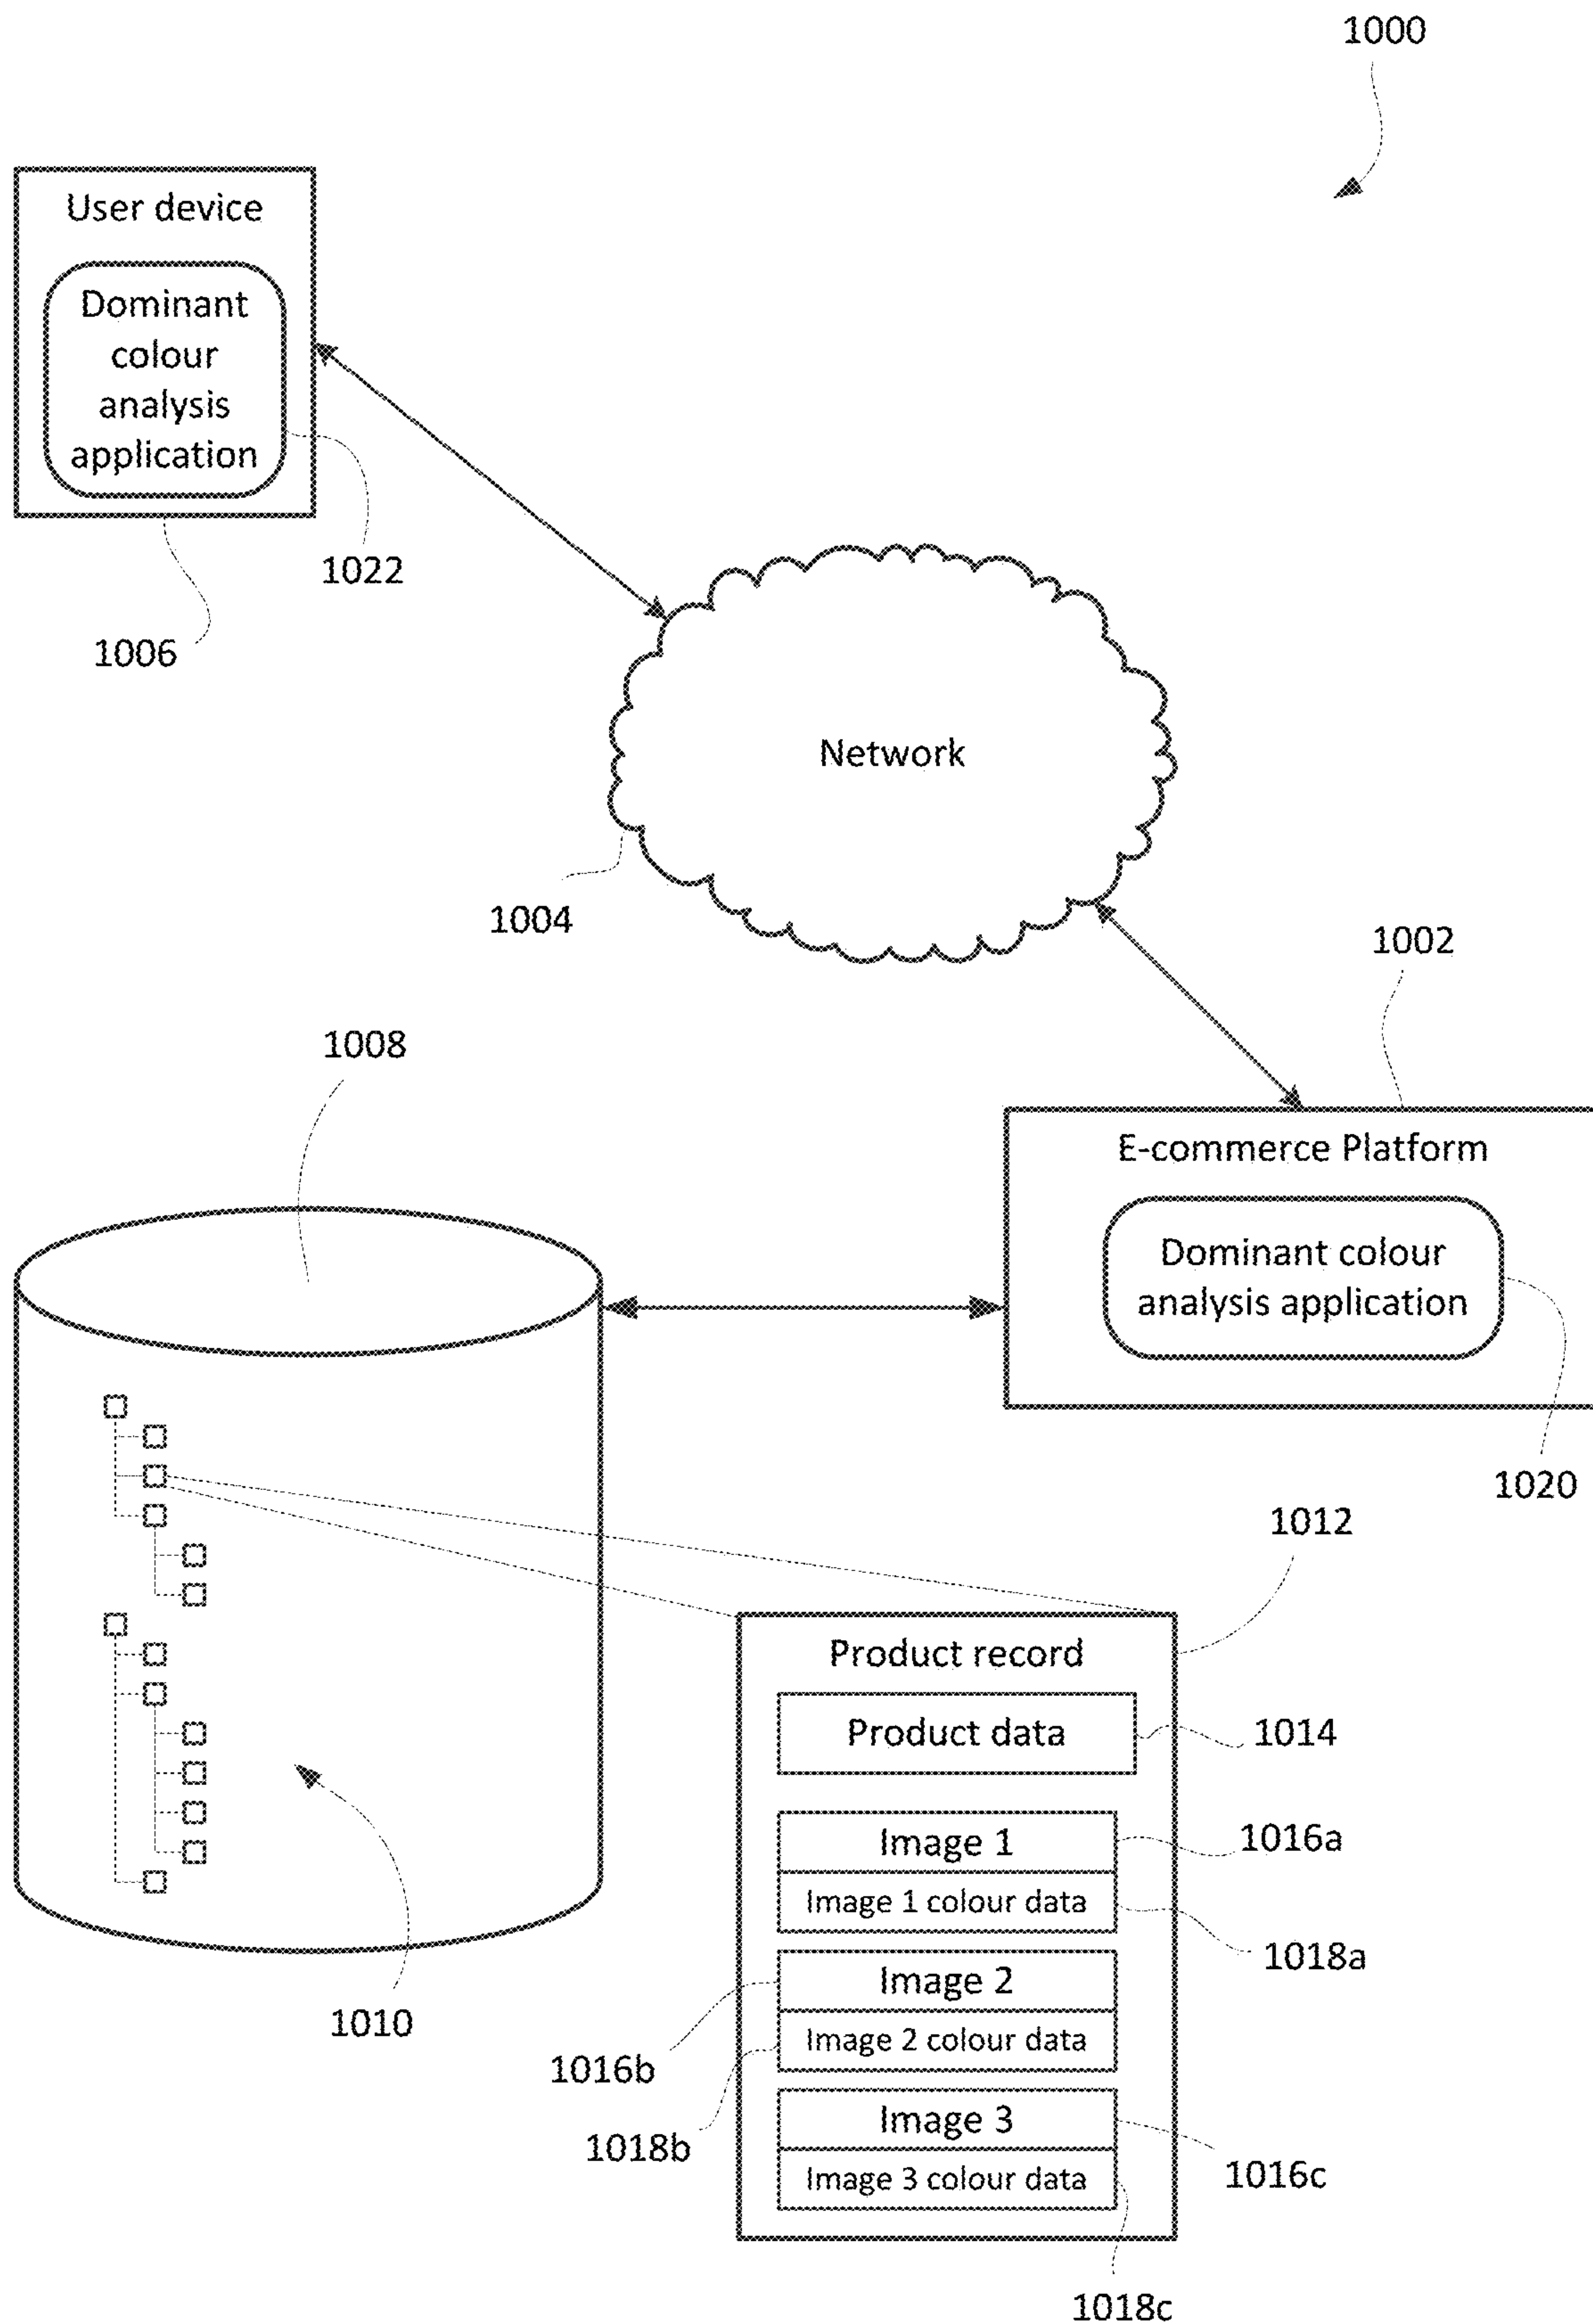 1000
User device
Dominant
colour
analysis
application
1022
1006
Network
1004
1002
1008
E-commerce Platform
Dominant colour
analysis application
1020
1012
Product record
Product data
1014
Image 1
1016a
Image 1 colour data
1018a
Image 2
1010
Image 2 colour data
1016b
Image 3
1018b
1016c
Image 3 colour data
1018c